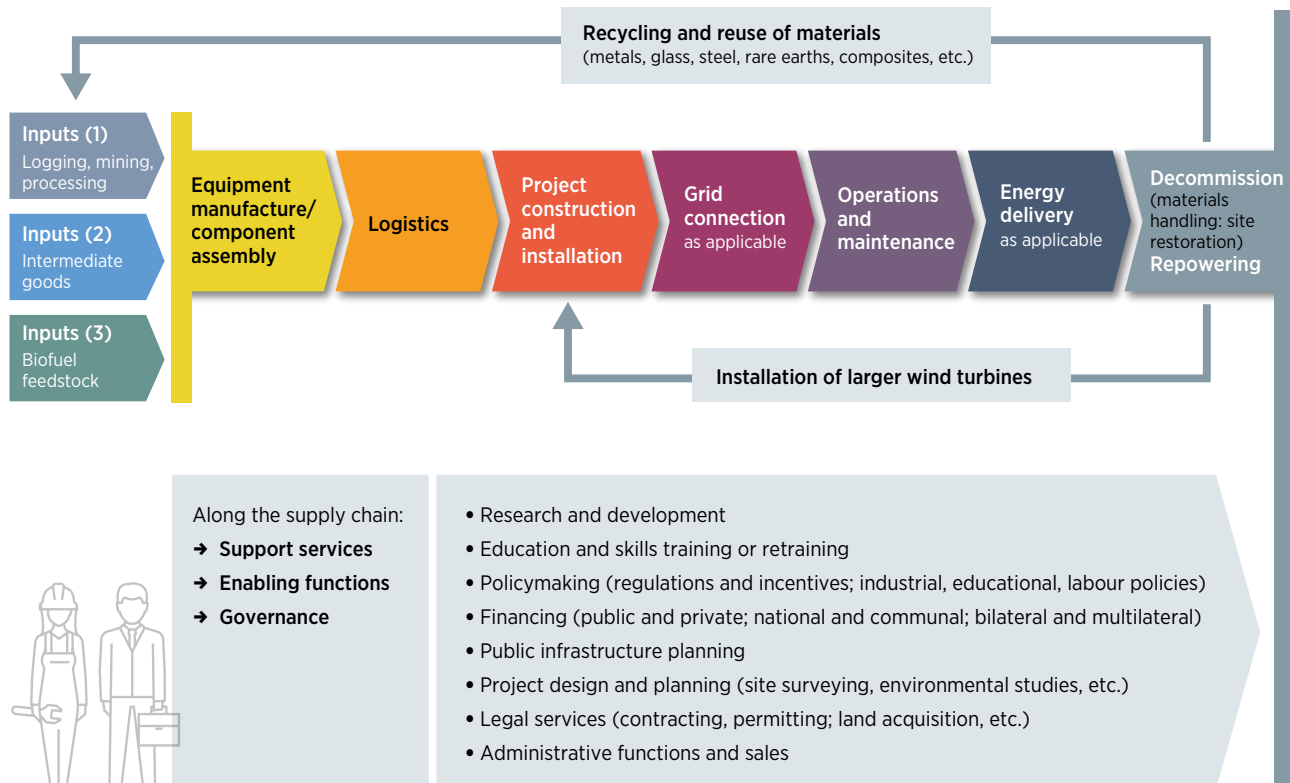 Recycling and reuse of materials
(metals, glass, steel, rare earths, composites, etc.)
Inputs (1)
Logging, mining,
processing
Inputs (2)
Intermediate
goods
Inputs (3)
Biofuel
feedstock
Equipment
manufacture/
component
assembly
Logistics
Project
construction
and
installation
Grid
connection
as applicable
Operations
and
maintenance
Energy
delivery
as applicable
Decommission
(materials
handling: site
restoration)
Repowering
Installation of larger wind turbines
Along the supply chain:
→ Support services
→ Enabling functions
→ Governance
• Research and development
• Education and skills training or retraining
• Policymaking (regulations and incentives; industrial, educational, labour policies)
• Financing (public and private; national and communal; bilateral and multilateral)
• Public infrastructure planning
• Project design and planning (site surveying, environmental studies, etc.)
• Legal services (contracting, permitting; land acquisition, etc.)
• Administrative functions and sales